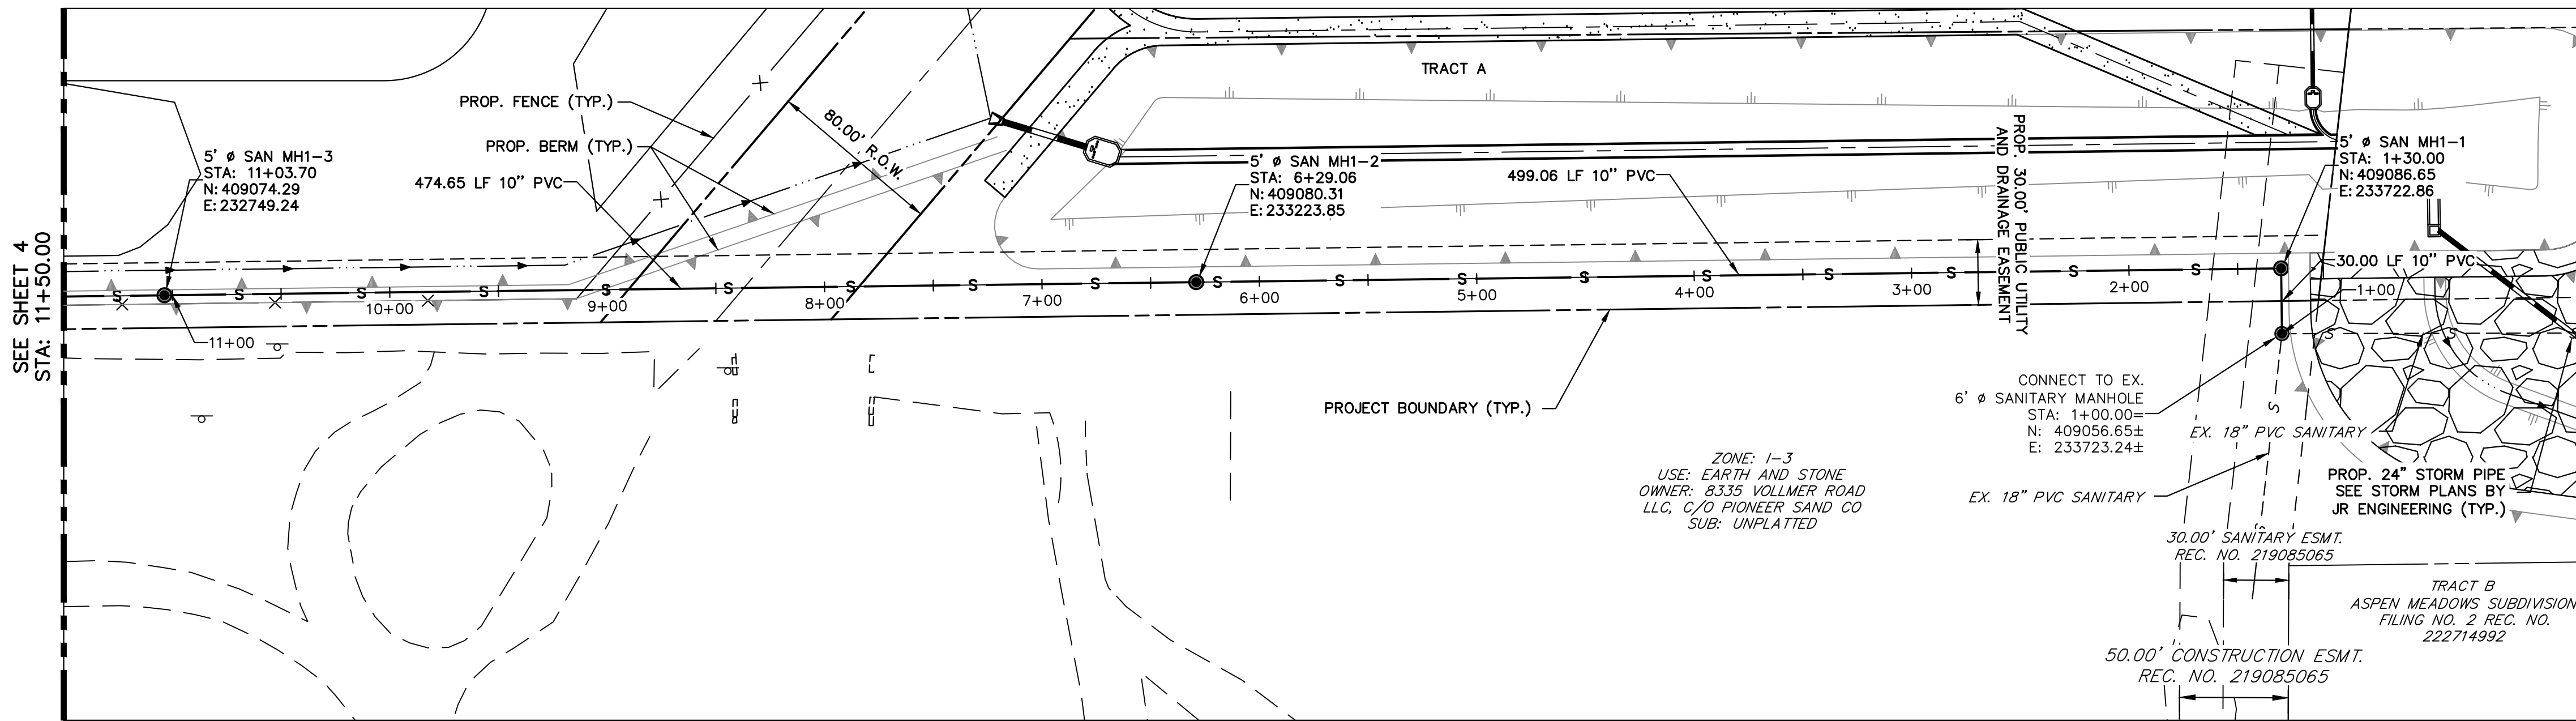 SEE SHEET 4
STA: 11+50.00
5' ø SAN MH1-3
STA: 11+03.70
N: 409074.29
E: 232749.24
PROP. FENCE (TYP.)
PROP. BERM (TYP.)
474.65 LF 10" PVC
80.00' R.O.W.
TRACT A
5' ø SAN MH1-2
STA: 6+29.06
N: 409080.31
E: 233223.85
499.06 LF 10" PVC
PROP. 30.00' PUBLIC UTILITY
AND DRAINAGE EASEMENT
5' ø SAN MH1-1
STA: 1+30.00
N: 409086.65
E: 233722.86
30.00 LF 10" PVC
S S S S S S S S S S S S S S S S S S
11+00
10+00
9+00
8+00
7+00
6+00
5+00
4+00
3+00
2+00
1+00
PROJECT BOUNDARY (TYP.)
CONNECT TO EX.
6' ø SANITARY MANHOLE
STA: 1+00.00=
N: 409056.65±
E: 233723.24±
EX. 18" PVC SANITARY
EX. 18" PVC SANITARY
S
S
S
S
ZONE: I-3
USE: EARTH AND STONE
OWNER: 8335 VOLLMER ROAD
LLC, C/O PIONEER SAND CO
SUB: UNPLATTED
PROP. 24" STORM PIPE
SEE STORM PLANS BY
JR ENGINEERING (TYP.)
30.00' SANITARY ESMT.
REC. NO. 219085065
TRACT B
ASPEN MEADOWS SUBDIVISION
FILING NO. 2 REC. NO.
222714992
50.00' CONSTRUCTION ESMT.
REC. NO. 219085065